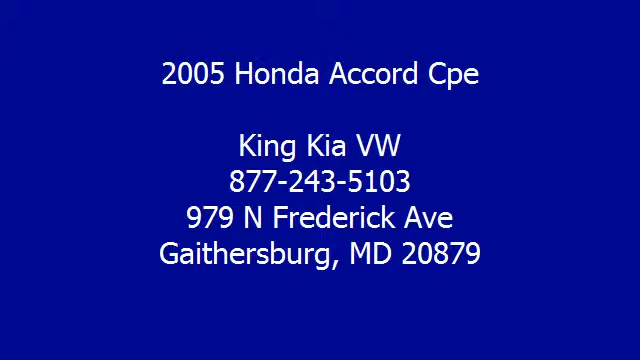 2005 Honda Accord Cpe
King Kia VW
877-243-5103
979 N Frederick Ave
Gaithersburg, MD 20879